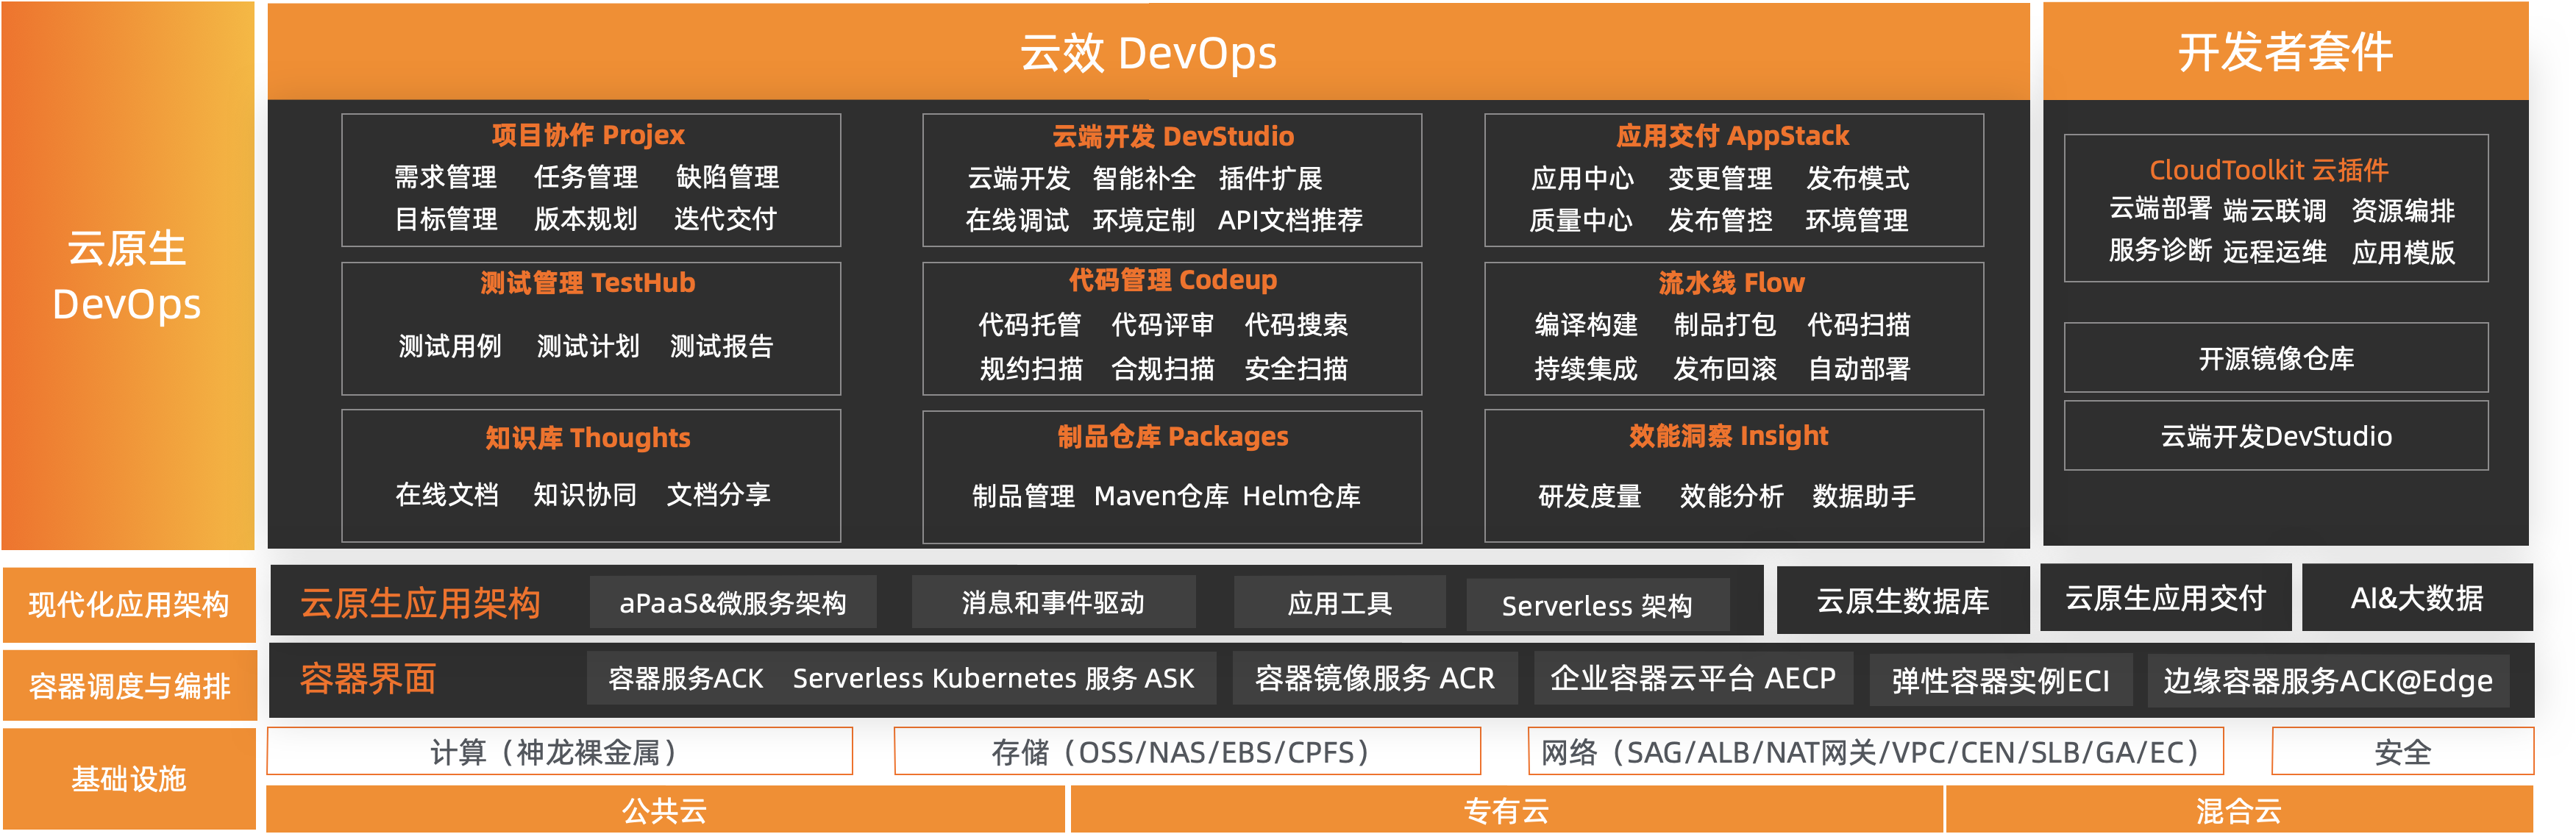 云原生
DevOps
云效 DevOps
项目协作 Projex
需求管理 任务管理 缺陷管理
目标管理 版本规划 迭代交付
云端开发 DevStudio
云端开发 智能补全 插件扩展
在线调试 环境定制 API文档推荐
应用交付 AppStack
应用中心 变更管理 发布模式
质量中心 发布管控 环境管理
测试管理 TestHub
测试用例 测试计划 测试报告
代码管理 Codeup
代码托管 代码评审 代码搜索
规约扫描 合规扫描 安全扫描
流水线 Flow
编译构建 制品打包 代码扫描
持续集成 发布回滚 自动部署
知识库 Thoughts
在线文档 知识协同 文档分享
制品仓库 Packages
制品管理 Maven仓库 Helm仓库
效能洞察 Insight
研发度量 效能分析 数据助手
开发者套件
CloudToolkit 云插件
云端部署 端云联调 资源编排
服务诊断 远程运维 应用模版
开源镜像仓库
云端开发DevStudio
现代化应用架构
云原生应用架构 aPaaS&微服务架构 消息和事件驱动 应用工具 Serverless 架构 云原生数据库 云原生应用交付 AI&大数据
容器调度与编排
容器界面 容器服务ACK Serverless Kubernetes 服务 ASK 容器镜像服务 ACR 企业容器云平台 AECP 弹性容器实例ECI 边缘容器服务ACK@Edge
基础设施
计算（神龙裸金属） 存储（OSS/NAS/EBS/CPFS） 网络（SAG/ALB/NAT网关/VPC/CEN/SLB/GA/EC） 安全
公共云 专有云 混合云